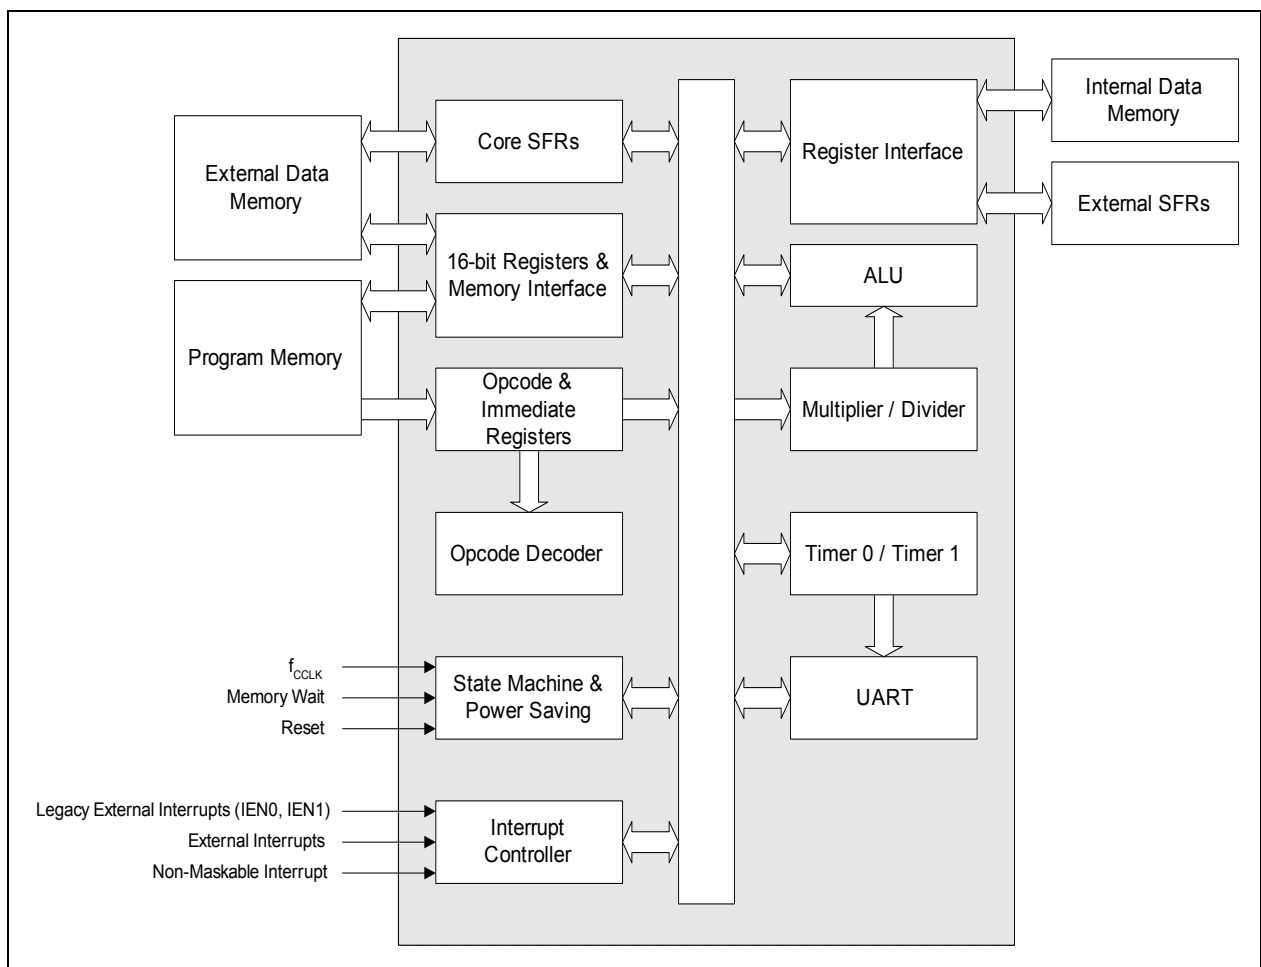 External Data
Memory
Program Memory
Core SFRs
16-bit Registers &
Memory Interface
Opcode &
Immediate
Registers
Opcode Decoder
State Machine &
Power Saving
Interrupt
Controller
fCCLK
Memory Wait
Reset
Legacy External Interrupts (IEN0, IEN1)
External Interrupts
Non-Maskable Interrupt
Register Interface
ALU
Multiplier / Divider
Timer 0 / Timer 1
UART
Internal Data
Memory
External SFRs